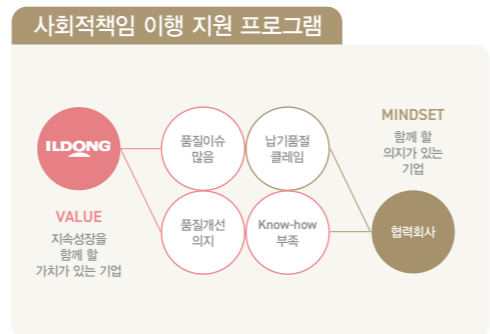 사회적책임 이행 지원 프로그램
ILDONG
VALUE
지속성장을
함께 할
가치가 있는 기업
품질이슈
많음
납기품절
클레임
품질개선
의지
Know-how
부족
MINDSET
함께 할
의지가 있는
기업
협력회사